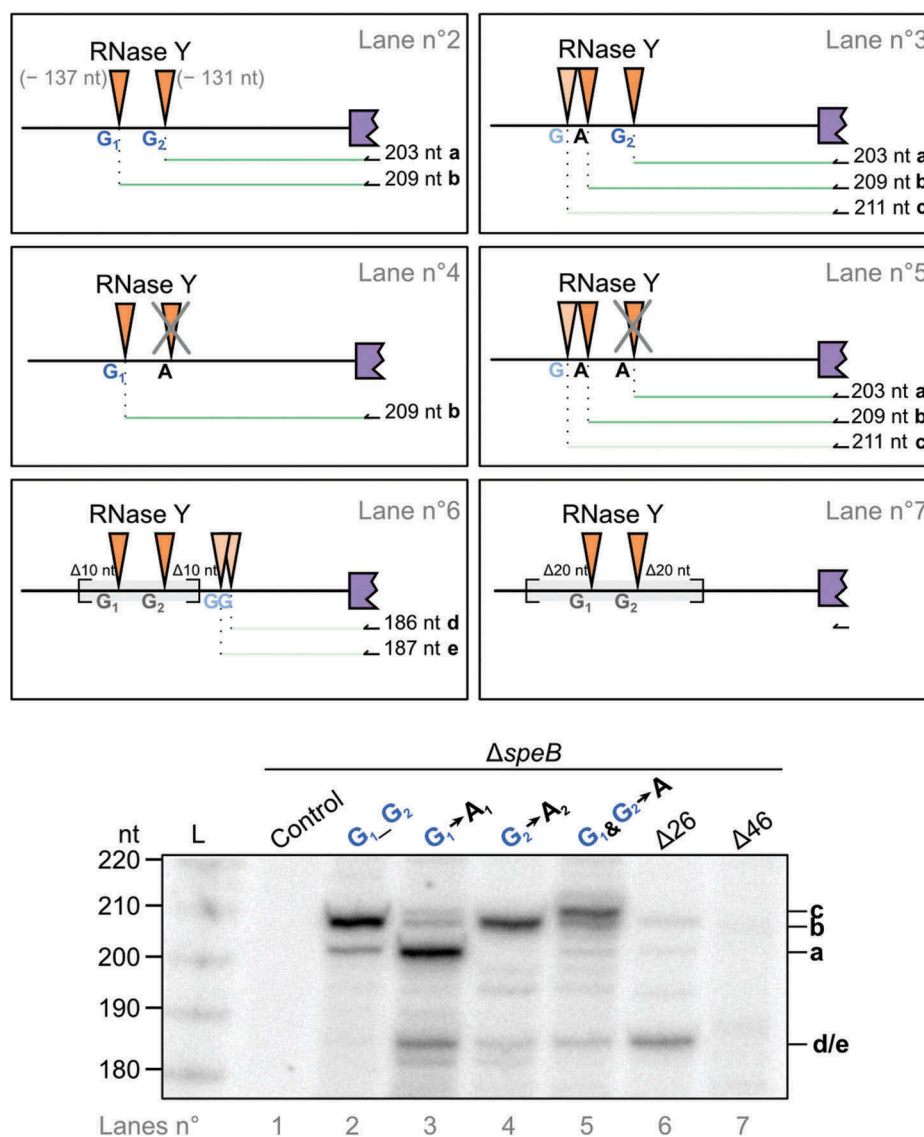 Lane n°2
RNase Y
(− 137 nt)
(− 131 nt)
G1
G2
203 nt a
209 nt b
Lane n°3
RNase Y
G
A
G2
203 nt a
209 nt b
211 nt c
Lane n°4
RNase Y
G1
A
209 nt b
Lane n°5
RNase Y
G
A
A
203 nt a
209 nt b
211 nt c
Lane n°6
RNase Y
Δ10 nt
Δ10 nt
G1
G2
GG
186 nt d
187 nt e
Lane n°7
RNase Y
Δ20 nt
Δ20 nt
G1
G2
ΔspeB
nt
L
Control
G1_G2
G1→A1
G2→A2
G1&G2→A
Δ26
Δ46
220
210
200
190
180
c
b
a
d/e
Lanes n° 1 2 3 4 5 6 7